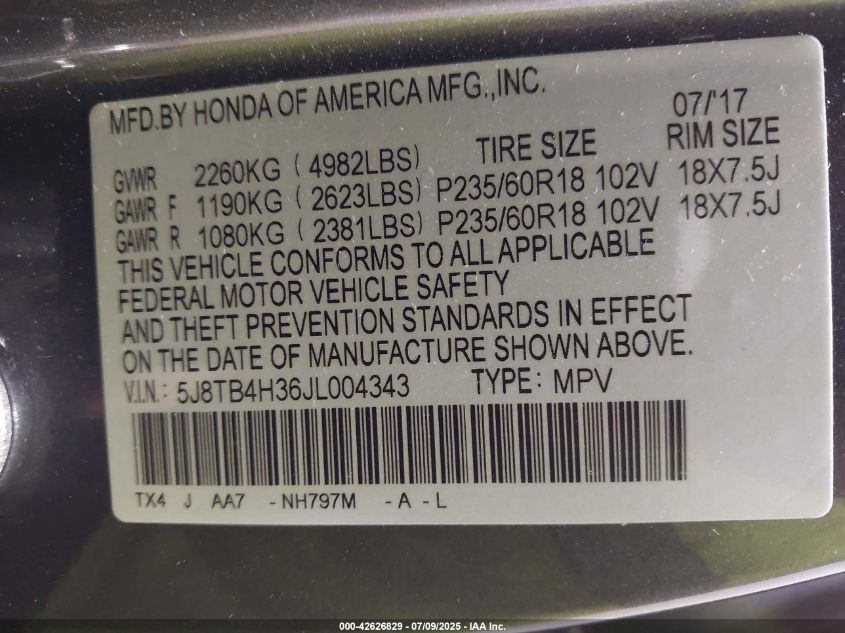 MFD.BY HONDA OF AMERICA MFG.,INC.
07/'17
TIRE SIZE RIM SIZE
GVWR 2260KG ( 4982LBS)
GAWR F 1190KG ( 2623LBS) P235/60R18 102V 18X7.5J
GAWR R 1080KG ( 2381LBS) P235/60R18 102V 18X7.5J
THIS VEHICLE CONFORMS TO ALL APPLICABLE
FEDERAL MOTOR VEHICLE SAFETY
AND THEFT PREVENTION STANDARDS IN EFFECT
ON THE DATE OF MANUFACTURE SHOWN ABOVE.
V.I.N.: 5J8TB4H36JL004343 TYPE: MPV
TX4 J AA7 -NH797M -A -L
000-42626829 - 07/09/2025 - IAA Inc.